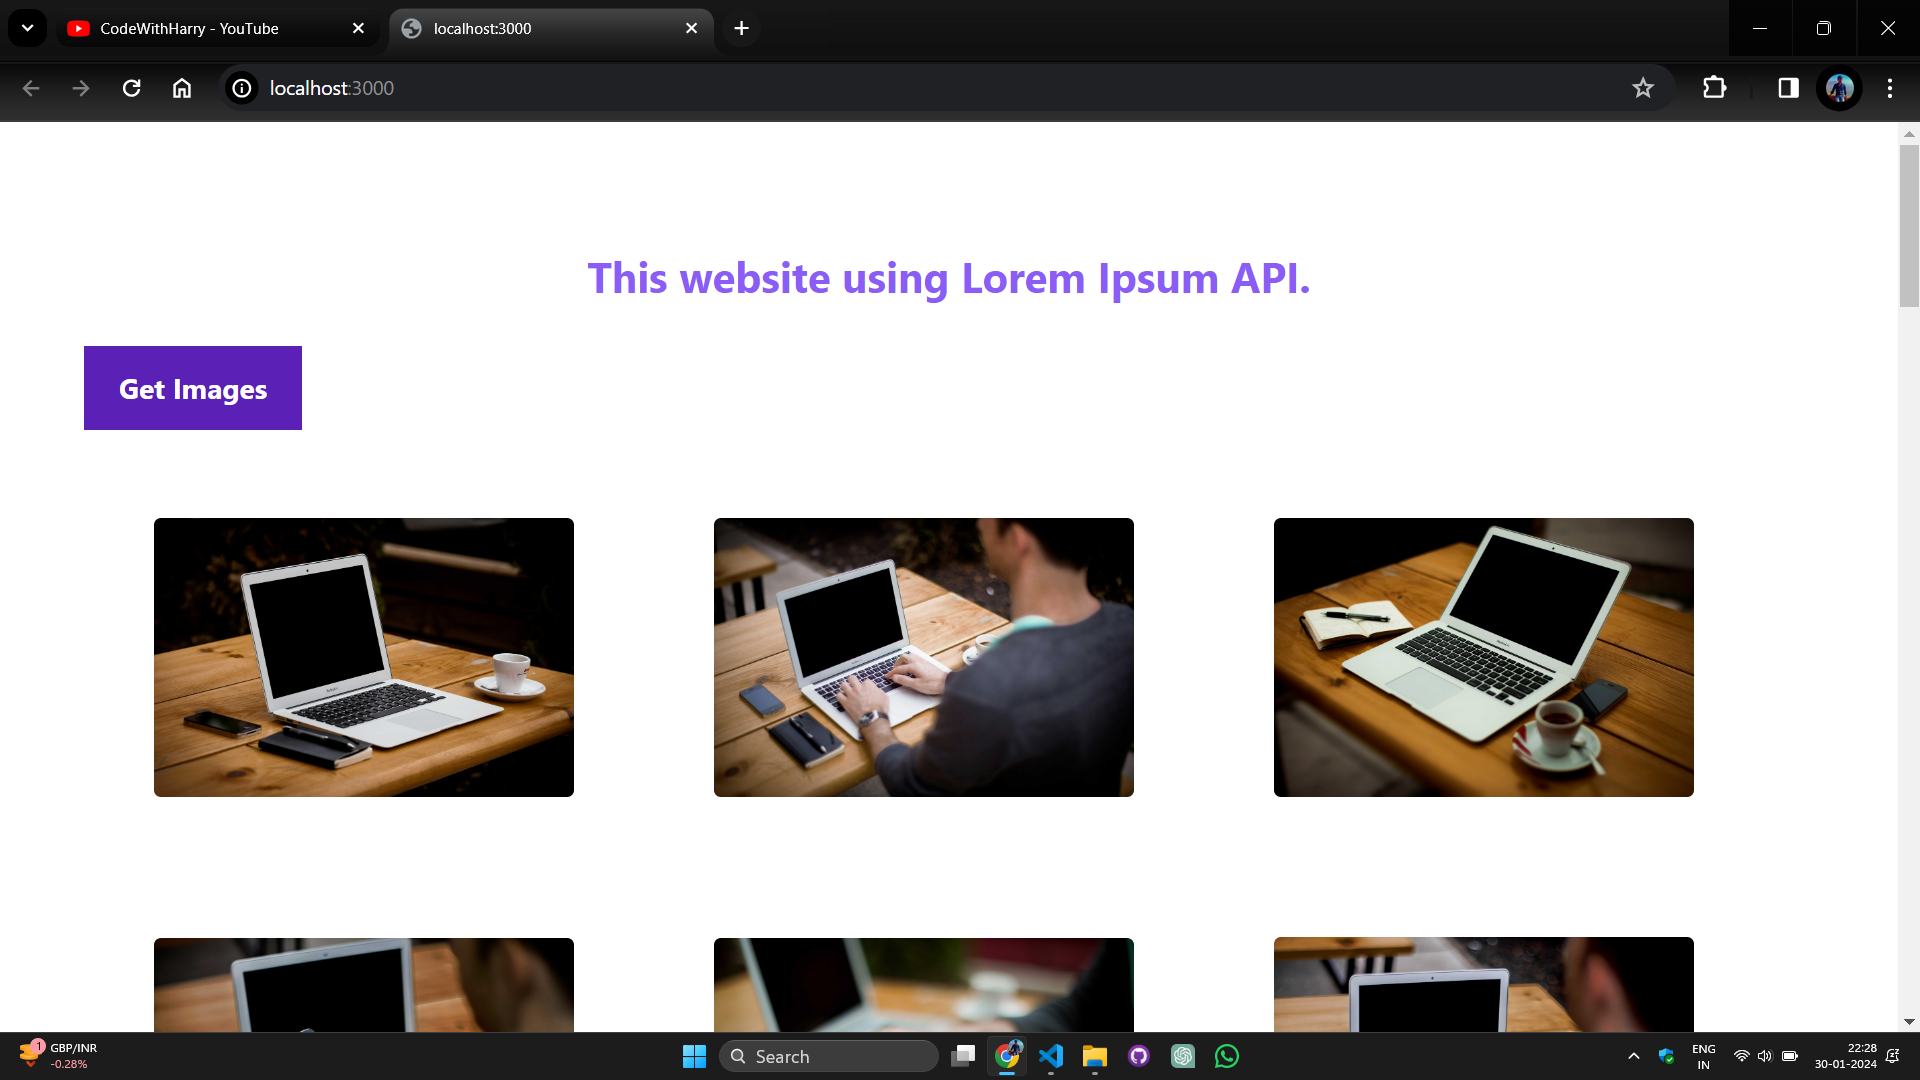 CodeWithHarry - YouTube
localhost:3000
localhost:3000
This website using Lorem Ipsum API.
Get Images
1
GBP/INR
-0.28%
Search
ENG
IN
22:28
30-01-2024